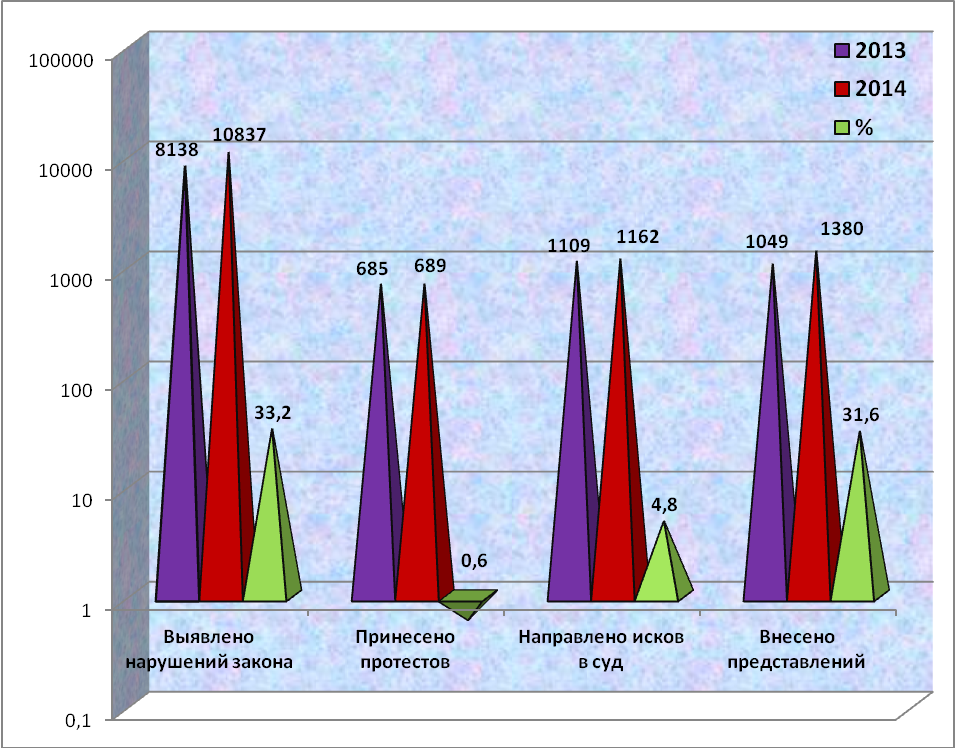 2013
2014
%
100000
10000
1000
100
10
1
0,1
8138
10837
33,2
685
689
0,6
1109
1162
4,8
1049
1380
31,6
Выявлено
нарушений закона
Принесено
протестов
Направлено исков
в суд
Внесено
представлений